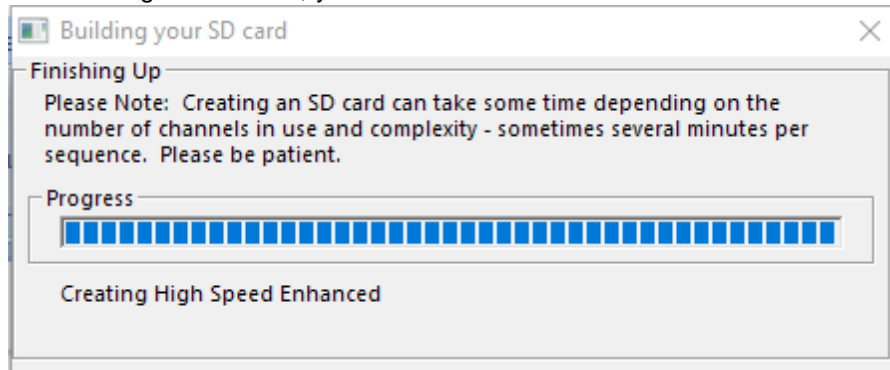 Building your SD card
Finishing Up
Please Note:  Creating an SD card can take some time depending on the
number of channels in use and complexity - sometimes several minutes per
sequence.  Please be patient.
Progress
Creating High Speed Enhanced